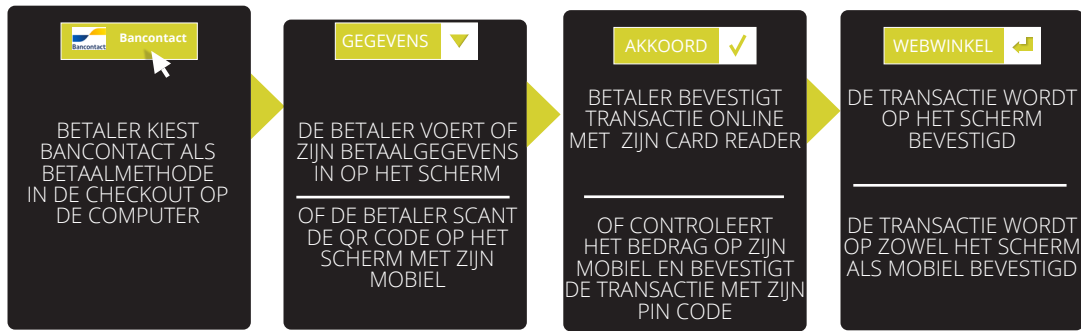 Bancontact
Bancontact
BETALER KIEST
BANCONTACT ALS
BETAALMETHODE
IN DE CHECKOUT OP
DE COMPUTER
GEGEVENS
DE BETALER VOERT OF
ZIJN BETAALGEGEVENS
IN OP HET SCHERM
OF DE BETALER SCANT
DE QR CODE OP HET
SCHERM MET ZIJN
MOBIEL
AKKOORD
BETALER BEVESTIGT
TRANSACTIE ONLINE
MET ZIJN CARD READER
OF CONTROLEERT
HET BEDRAG OP ZIJN
MOBIEL EN BEVESTIGT
DE TRANSACTIE MET ZIJN
PIN CODE
WEBWINKEL
DE TRANSACTIE WORDT
OP HET SCHERM
BEVESTIGD
DE TRANSACTIE WORDT
OP ZOWEL HET SCHERM
ALS MOBIEL BEVESTIGD